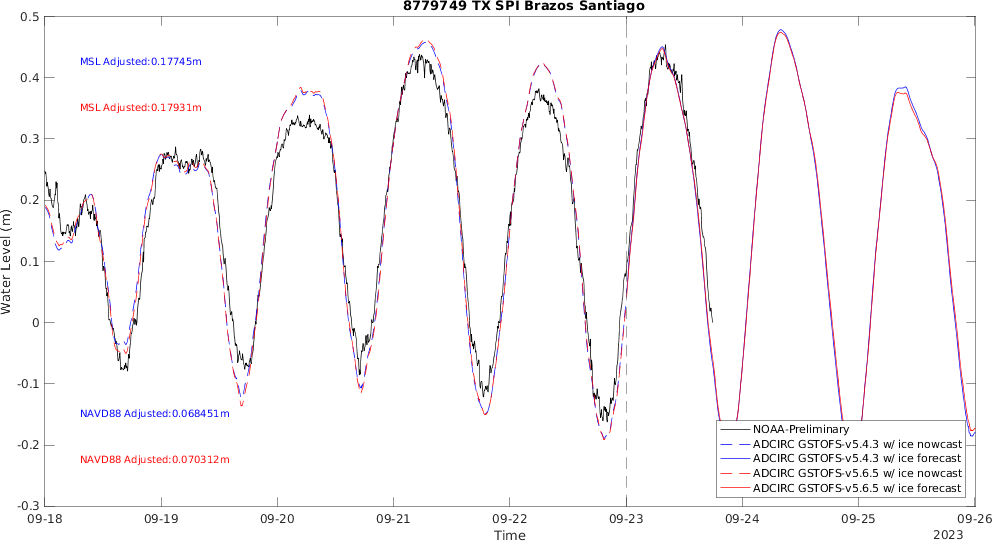 8779749 TX SPI Brazos Santiago
0.5
MSL Adjusted:0.17745m
0.4
MSL Adjusted:0.17931m
0.3
0.2
Water Level (m)
0.1
0
-0.1
NAVD88 Adjusted:0.068451m
-0.2
NAVD88 Adjusted:0.070312m
-0.3
NOAA-Preliminary
ADCIRC GSTOFS-v5.4.3 w/ ice nowcast
ADCIRC GSTOFS-v5.4.3 w/ ice forecast
ADCIRC GSTOFS-v5.6.5 w/ ice nowcast
ADCIRC GSTOFS-v5.6.5 w/ ice forecast
09-18 09-19 09-20 09-21 09-22 09-23 09-24 09-25 09-26
Time
2023